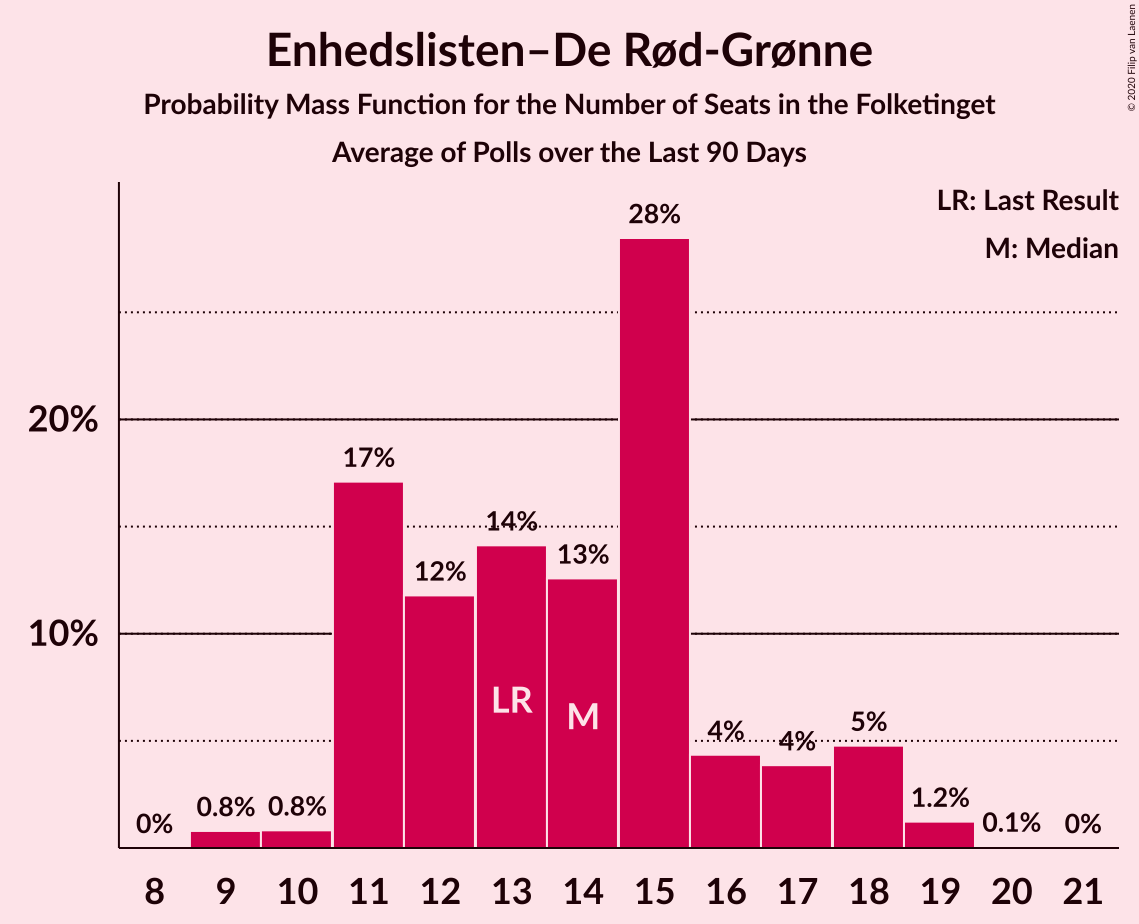 Enhedslisten–De Rød-Grønne
Probability Mass Function for the Number of Seats in the Folketinget
Average of Polls over the Last 90 Days
© 2020 Filip van Laenen
LR: Last Result
M: Median
28%
20%
17%
14%
13%
12%
10%
LR
M
5%
4%
4%
1.2%
0.8%
0.8%
0.1%
0%
0%
8 9 10 11 12 13 14 15 16 17 18 19 20 21